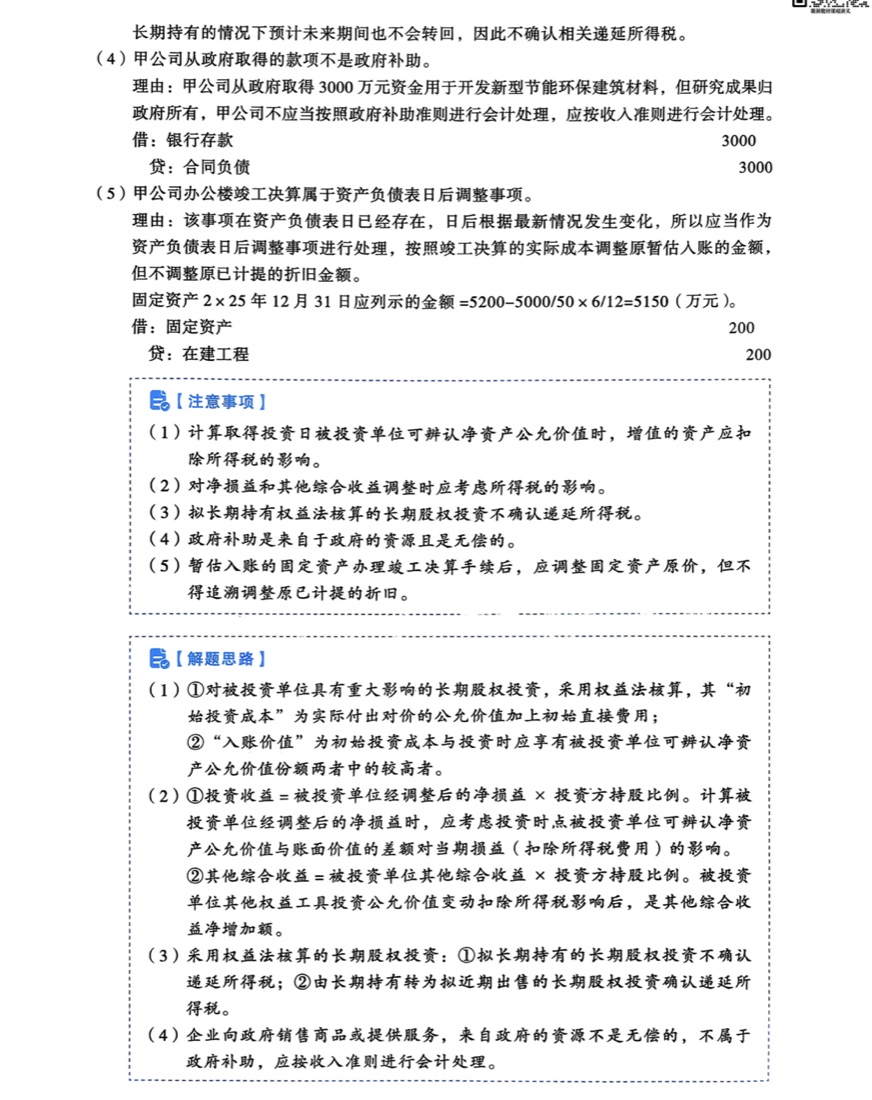 长期持有的情况下预计未来期间也不会转回，因此不确认相关递延所得税。
（4）甲公司从政府取得的款项不是政府补助。
理由：甲公司从政府取得 3000 万元资金用于开发新型节能环保建筑材料，但研究成果归
政府所有，甲公司不应当按照政府补助准则进行会计处理，应按收入准则进行会计处理。
借：银行存款 3000
贷：合同负债 3000
（5）甲公司办公楼竣工决算属于资产负债表日后调整事项。
理由：该事项在资产负债表日已经存在，日后根据最新情况发生变化，所以应当作为
资产负债表日后调整事项进行处理，按照竣工决算的实际成本调整原暂估入账的金额，
但不调整原已计提的折旧金额。
固定资产 2×25 年 12 月 31 日应列示的金额 =5200-5000/50×6/12=5150（万元）。
借：固定资产 200
贷：在建工程 200
【注意事项】
（1）计算取得投资日被投资单位可辨认净资产公允价值时，增值的资产应扣
除所得税的影响。
（2）对净损益和其他综合收益调整时应考虑所得税的影响。
（3）拟长期持有权益法核算的长期股权投资不确认递延所得税。
（4）政府补助是来自于政府的资源且是无偿的。
（5）暂估入账的固定资产办理竣工决算手续后，应调整固定资产原价，但不
得追溯调整原已计提的折旧。
【解题思路】
（1）①对被投资单位具有重大影响的长期股权投资，采用权益法核算，其“初
始投资成本”为实际付出对价的公允价值加上初始直接费用；
②“入账价值”为初始投资成本与投资时应享有被投资单位可辨认净资
产公允价值份额两者中的较高者。
（2）①投资收益 = 被投资单位经调整后的净损益 × 投资方持股比例。计算被
投资单位经调整后的净损益时，应考虑投资时点被投资单位可辨认净资
产公允价值与账面价值的差额对当期损益（扣除所得税费用）的影响。
②其他综合收益 = 被投资单位其他综合收益 × 投资方持股比例。被投资
单位其他权益工具投资公允价值变动扣除所得税影响后，是其他综合收
益净增加额。
（3）采用权益法核算的长期股权投资：①拟长期持有的长期股权投资不确认
递延所得税；②由长期持有转为拟近期出售的长期股权投资确认递延所
得税。
（4）企业向政府销售商品或提供服务，来自政府的资源不是无偿的，不属于
政府补助，应按收入准则进行会计处理。